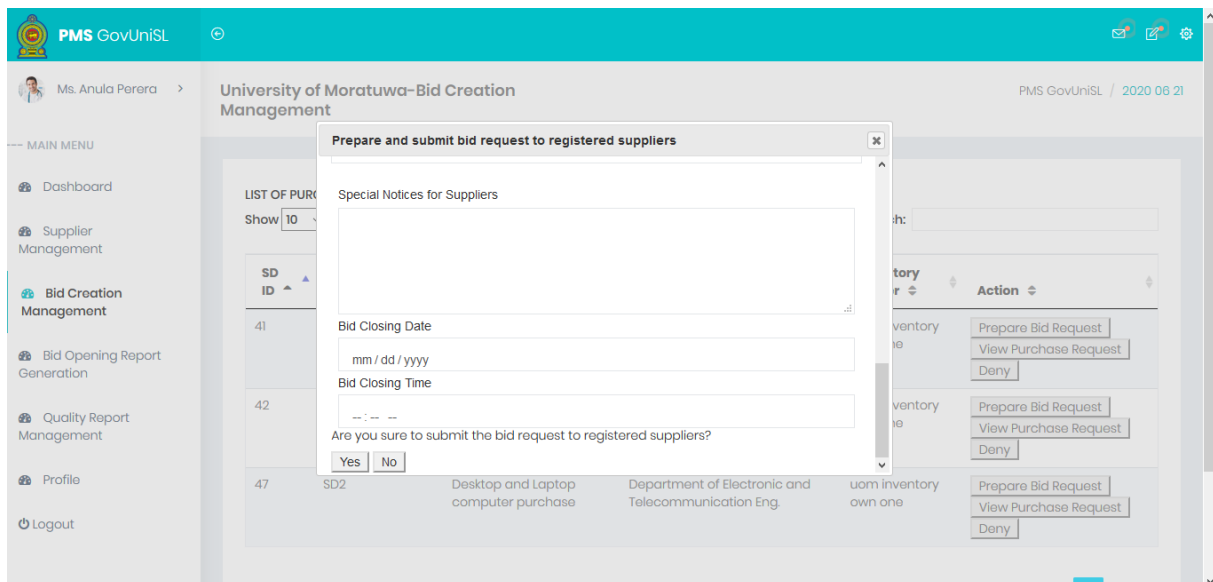 PMS GovUniSL
Ms. Anula Perera
University of Moratuwa-Bid Creation
Management
PMS GovUniSL / 2020 06 21
--- MAIN MENU
Dashboard
Supplier
Management
Bid Creation
Management
Bid Opening Report
Generation
Quality Report
Management
Profile
Logout
Prepare and submit bid request to registered suppliers
Special Notices for Suppliers
Bid Closing Date
mm / dd / yyyy
Bid Closing Time
-- : -- --
Are you sure to submit the bid request to registered suppliers?
Yes No
LIST OF
Show 10
SD
ID
Action
41
Prepare Bid Request
View Purchase Request
Deny
42
Prepare Bid Request
View Purchase Request
Deny
47 SD2 Desktop and Laptop Department of Electronic and uom inventory Prepare Bid Request
computer purchase Telecommunication Eng. own one View Purchase Request
Deny